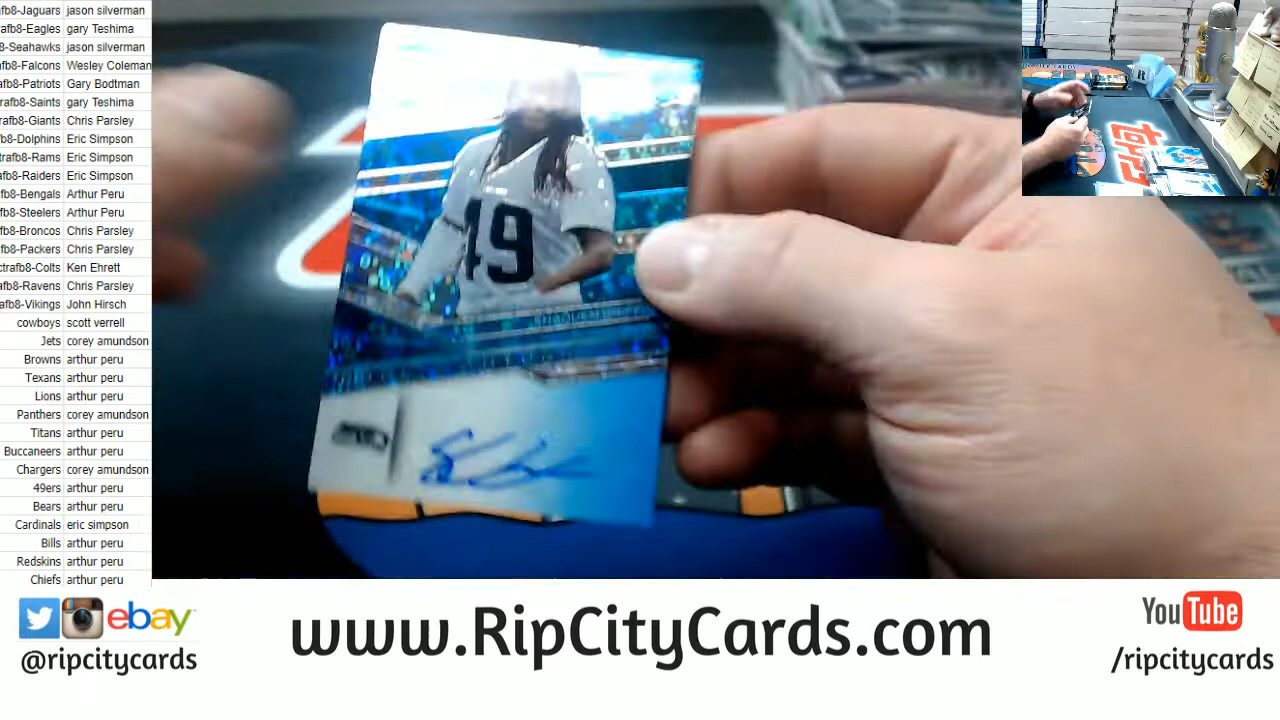 afb8-Jaguars jason silverman
rafb8-Eagles gary Teshima
8-Seahawks jason silverman
afb8-Falcons Wesley Coleman
afb8-Patriots Gary Bodtman
rafb8-Saints gary Teshima
rafb8-Giants Chris Parsley
fb8-Dolphins Eric Simpson
trafb8-Rams Eric Simpson
afb8-Raiders Eric Simpson
afb8-Bengals Arthur Peru
fb8-Steelers Arthur Peru
fb8-Broncos Chris Parsley
fb8-Packers Chris Parsley
ctrafb8-Colts Ken Ehrett
afb8-Ravens Chris Parsley
afb8-Vikings John Hirsch
cowboys scott verrell
Jets corey amundson
Browns arthur peru
Texans arthur peru
Lions arthur peru
Panthers corey amundson
Titans arthur peru
Buccaneers arthur peru
Chargers corey amundson
49ers arthur peru
Bears arthur peru
Cardinals eric simpson
Bills arthur peru
Redskins arthur peru
Chiefs arthur peru
49
topps
R
ebay
@ripcitycards
www.RipCityCards.com
YouTube
/ripcitycards